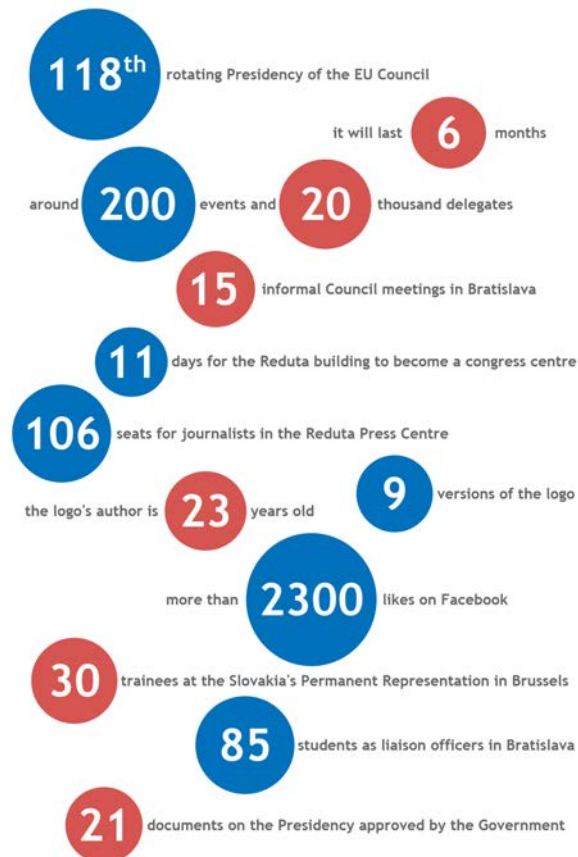 118th rotating Presidency of the EU Council
it will last 6 months
around 200 events and 20 thousand delegates
15 informal Council meetings in Bratislava
11 days for the Reduta building to become a congress centre
106 seats for journalists in the Reduta Press Centre
9 versions of the logo
the logo's author is 23 years old
more than 2300 likes on Facebook
30 trainees at the Slovakia's Permanent Representation in Brussels
85 students as liaison officers in Bratislava
21 documents on the Presidency approved by the Government